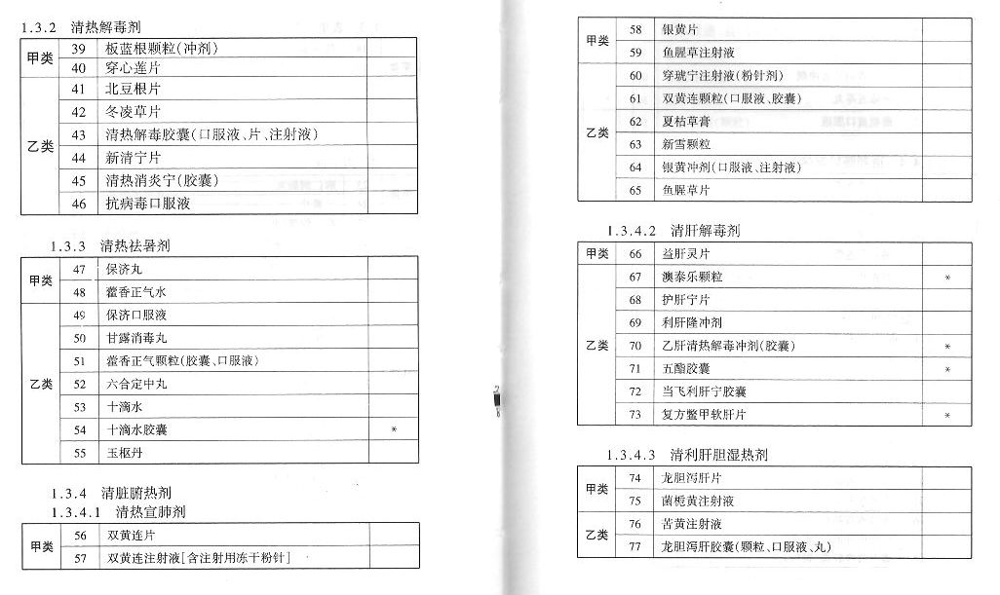 1.3.2 清热解毒剂
甲类
39 板蓝根颗粒(冲剂)
40 穿心莲片
乙类
41 北豆根片
42 冬凌草片
43 清热解毒胶囊(口服液、片、注射液)
44 新清宁片
45 清热消炎宁(胶囊)
46 抗病毒口服液
1.3.3 清热祛暑剂
甲类
47 保济丸
48 藿香正气水
乙类
49 保济口服液
50 甘露消毒丸
51 藿香正气颗粒(胶囊、口服液)
52 六合定中丸
53 十滴水
54 十滴水胶囊 *
55 玉枢丹
1.3.4 清脏腑热剂
1.3.4.1 清热宣肺剂
甲类
56 双黄连片
57 双黄连注射液[含注射用冻干粉针]
甲类
58 银黄片
59 鱼腥草注射液
乙类
60 穿琥宁注射液(粉针剂)
61 双黄连颗粒(口服液、胶囊)
62 夏枯草膏
63 新雪颗粒
64 银黄冲剂(口服液、注射液)
65 鱼腥草片
1.3.4.2 清肝解毒剂
甲类
66 益肝灵片
乙类
67 澳泰乐颗粒 *
68 护肝宁片
69 利肝隆冲剂
70 乙肝清热解毒冲剂(胶囊) *
71 五酯胶囊 *
72 当飞利肝宁胶囊
73 复方鳖甲软肝片 *
1.3.4.3 清利肝胆湿热剂
甲类
74 龙胆泻肝片
75 茵栀黄注射液
乙类
76 苦黄注射液
77 龙胆泻肝胶囊(颗粒、口服液、丸)